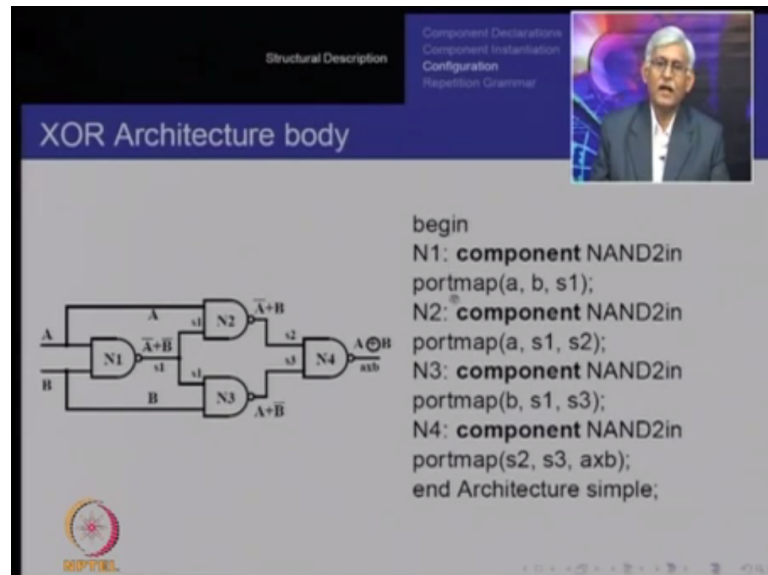 Structural Description
Component Declarations
Component Instantiation
Configuration
Repetition Grammar
XOR Architecture body
begin
N1: component NAND2in
portmap(a, b, s1);
N2: component NAND2in
portmap(a, s1, s2);
N3: component NAND2in
portmap(b, s1, s3);
N4: component NAND2in
portmap(s2, s3, axb);
end Architecture simple;
A
A
s1
N2
A̅+B
A
N1
A̅+B̅
s1
s2
N4
A⊕B
axb
B
s1
s3
B
N3
A+B̅
NPTEL